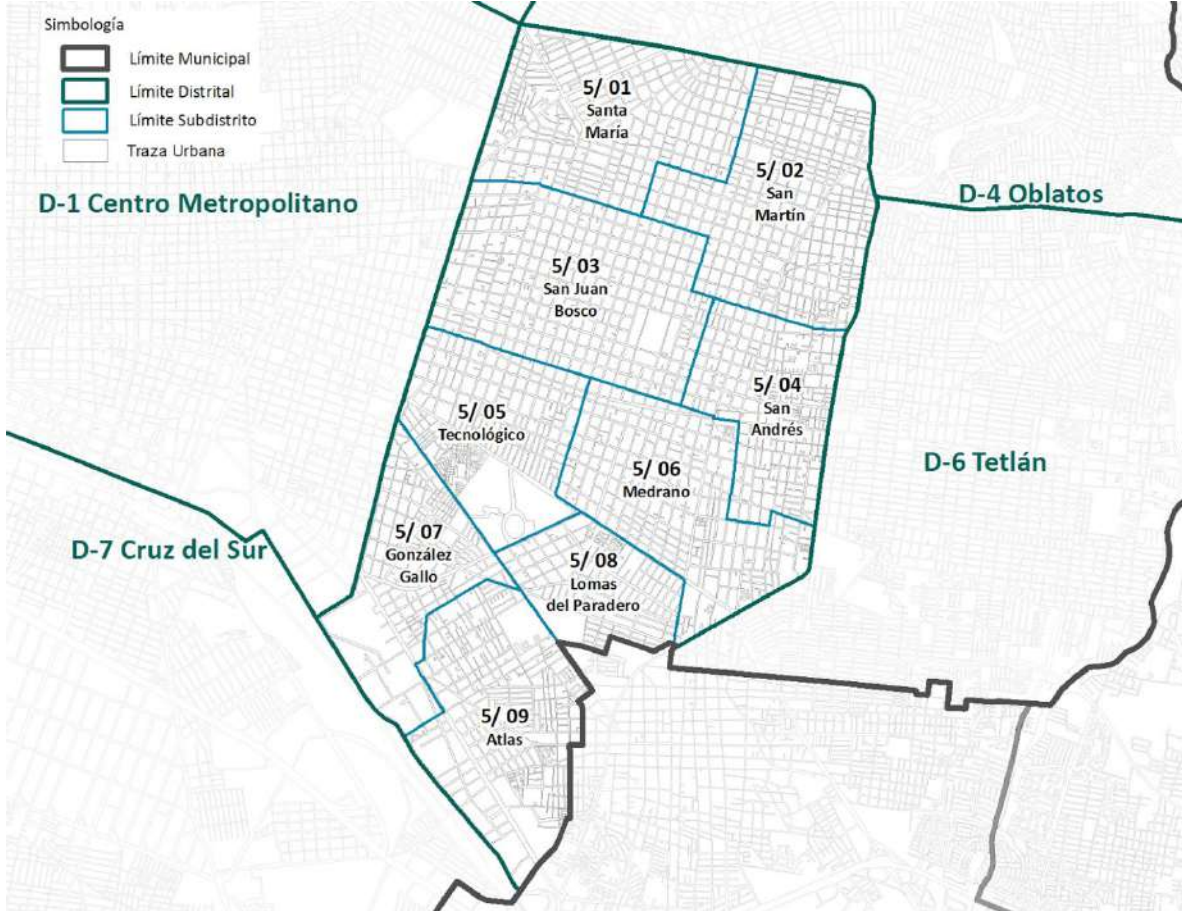 Simbología
Límite Municipal
Límite Distrital
Límite Subdistrito
Traza Urbana
5/ 01
Santa
María
5/ 02
San
Martín
D-1 Centro Metropolitano
D-4 Oblatos
5/ 03
San Juan
Bosco
5/ 04
San
Andrés
5/ 05
Tecnológico
5/ 06
Medrano
D-6 Tetlán
D-7 Cruz del Sur
5/ 07
González
Gallo
5/ 08
Lomas
del Paradero
5/ 09
Atlas